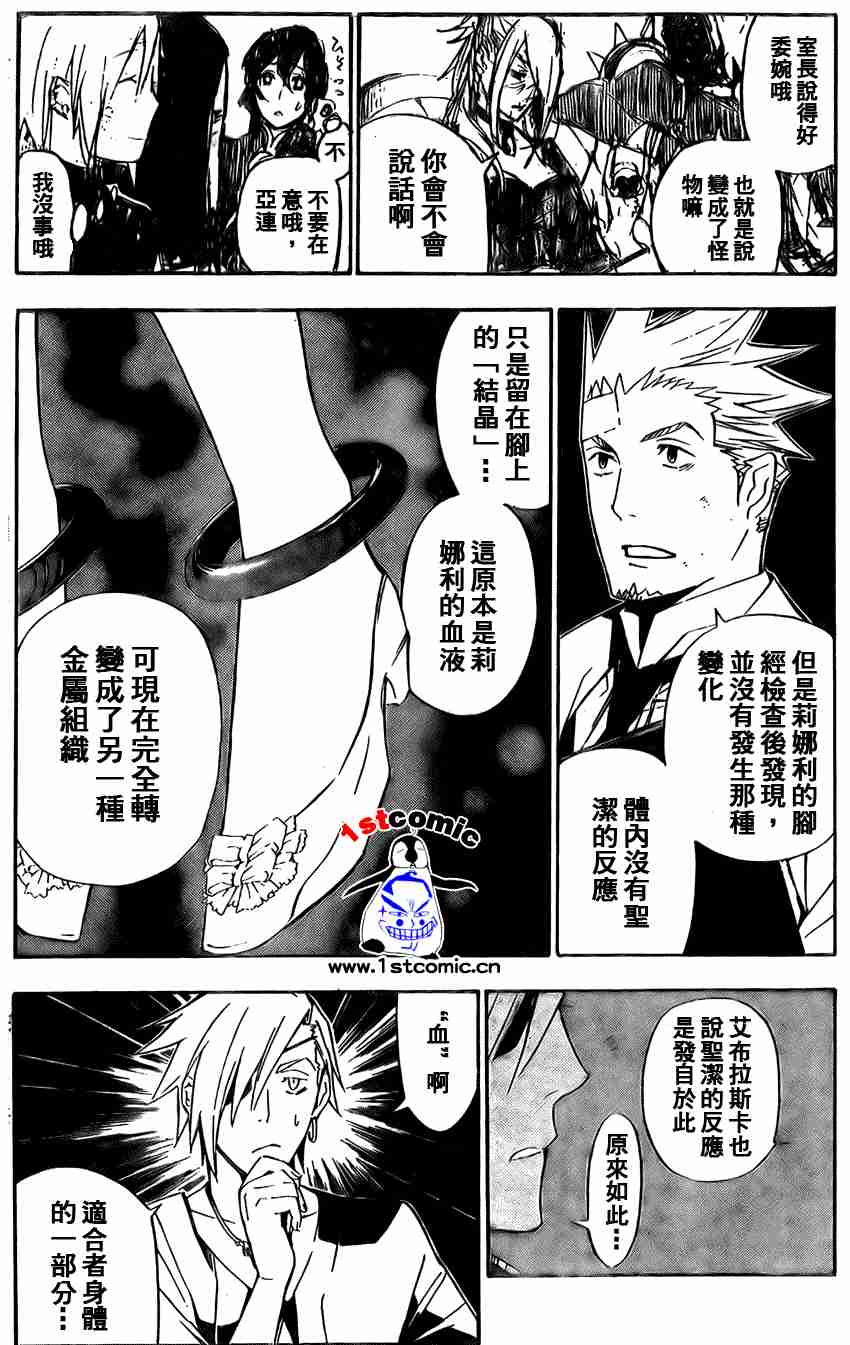 室長說得好
委婉哦
也就是說
變成了怪
物嘛
你會不會
說話啊
ひそっ
不
不要在
意哦，
亞連
我沒事哦
但是莉娜利的腳
經檢查後發現，
並沒有發生那種
變化
體內沒有聖
潔的反應
只是留在腳上
的「結晶」…
這原本是莉
娜利的血液
可現在完全轉
變成了另一種
金屬組織
1stcomic
www.1stcomic.cn
艾布拉斯卡也
說聖潔的反應
是發自於此
原來如此…
“血“啊
適合者身體
的一部分…